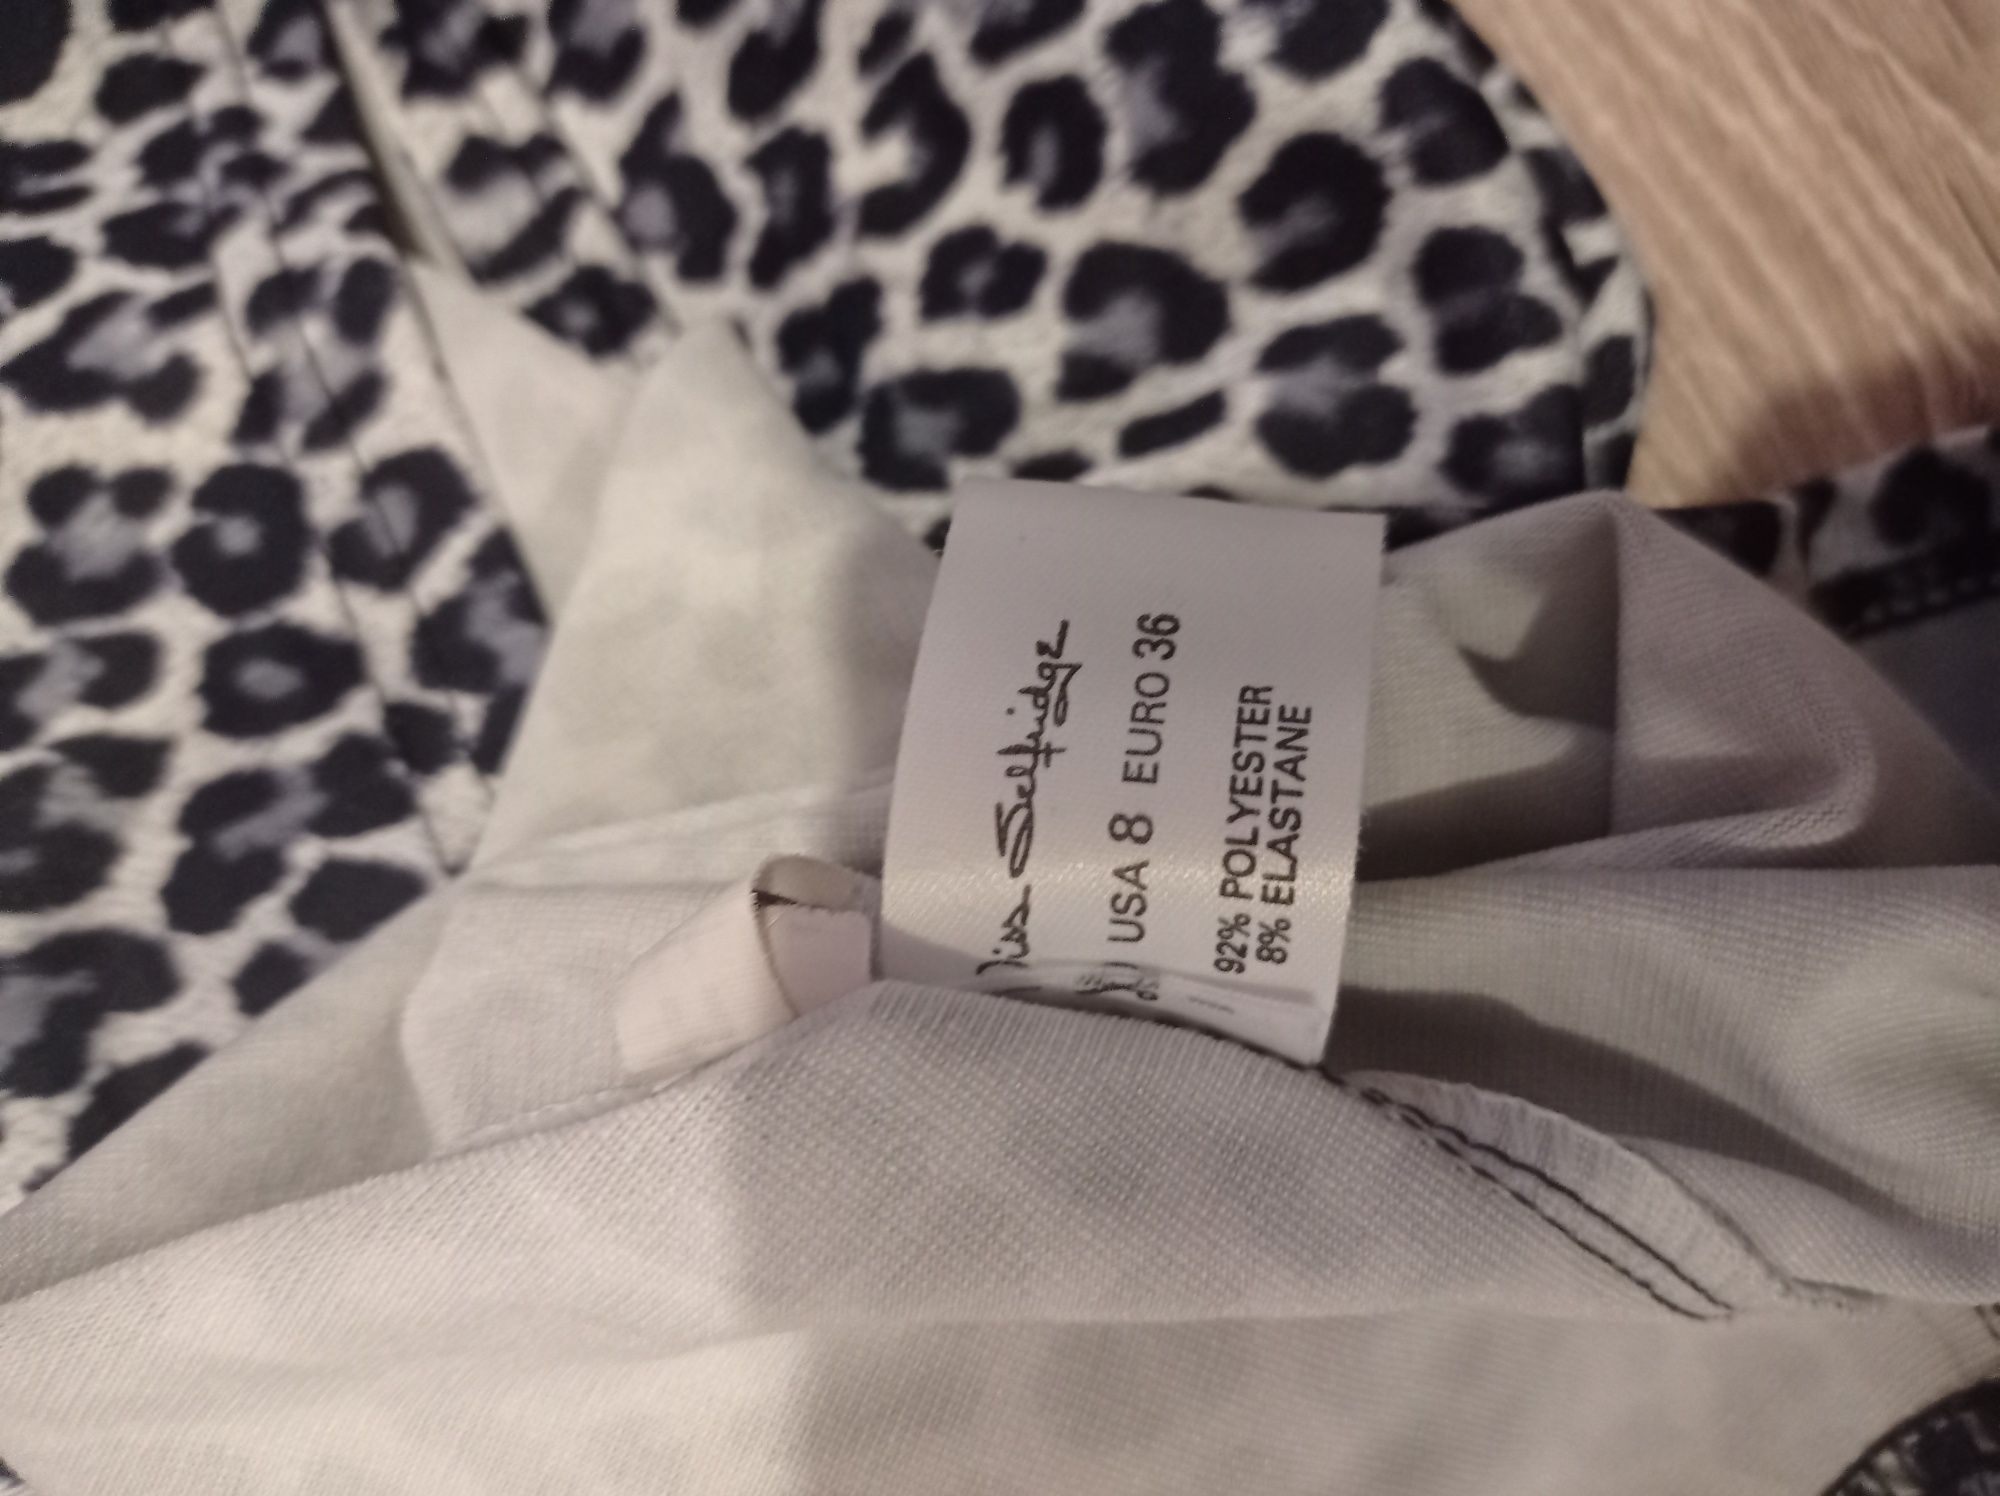 Miss Selfridge
USA 8 EURO 36
92% POLYESTER
8% ELASTANE